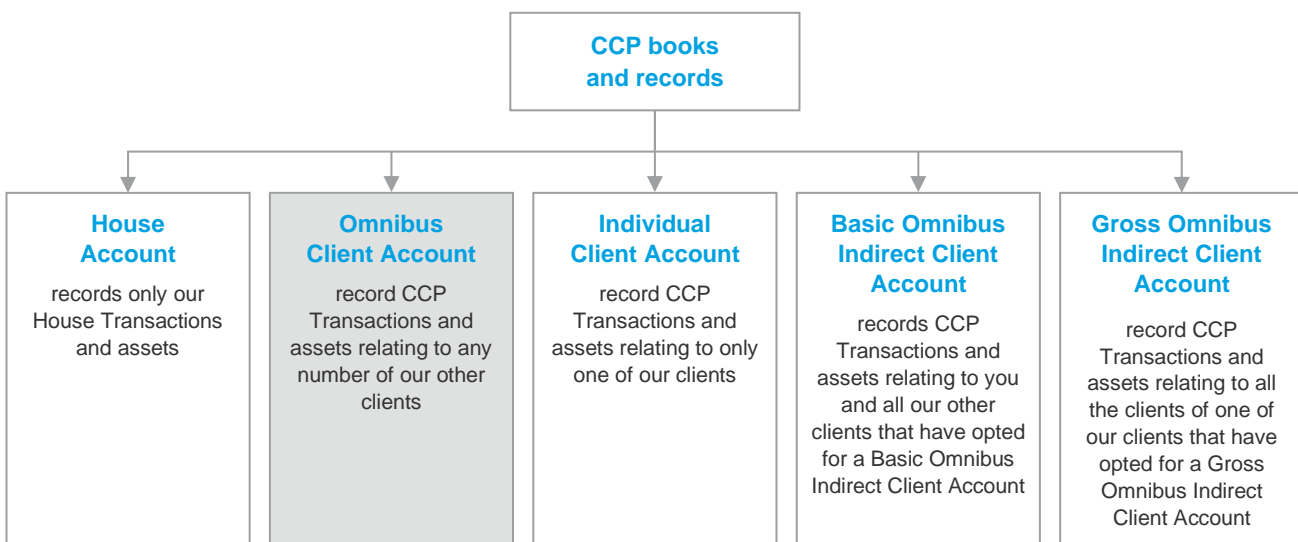 CCP books
and records
House
Account
records only our
House Transactions
and assets
Omnibus
Client Account
record CCP
Transactions and
assets relating to any
number of our other
clients
Individual
Client Account
record CCP
Transactions and
assets relating to only
one of our clients
Basic Omnibus
Indirect Client
Account
records CCP
Transactions and
assets relating to you
and all our other
clients that have opted
for a Basic Omnibus
Indirect Client Account
Gross Omnibus
Indirect Client
Account
record CCP
Transactions and
assets relating to all
the clients of one of
our clients that have
opted for a Gross
Omnibus Indirect
Client Account